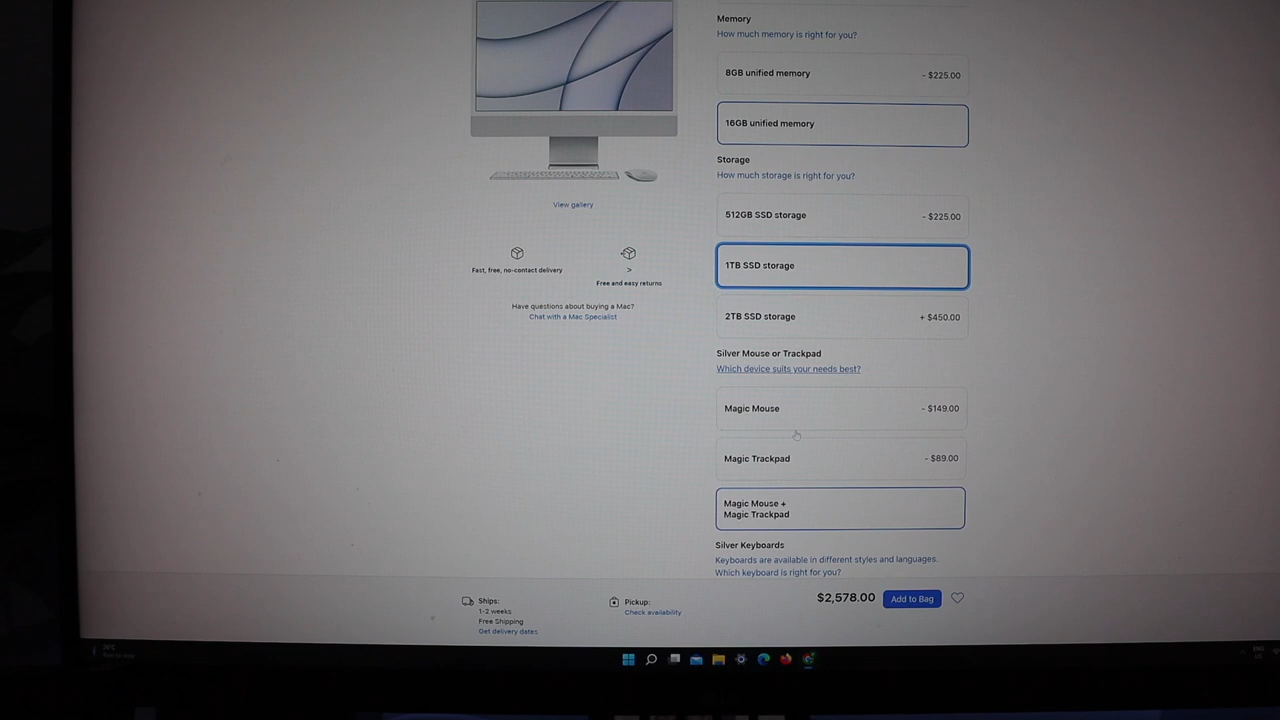 Memory
How much memory is right for you?
8GB unified memory
- $225.00
16GB unified memory
Storage
How much storage is right for you?
512GB SSD storage
- $225.00
1TB SSD storage
2TB SSD storage
+ $450.00
Silver Mouse or Trackpad
Which device suits your needs best?
Magic Mouse
- $149.00
Magic Trackpad
- $89.00
Magic Mouse +
Magic Trackpad
Silver Keyboards
Keyboards are available in different styles and languages.
Which keyboard is right for you?
View gallery
Fast, free, no-contact delivery
>
Free and easy returns
Have questions about buying a Mac?
Chat with a Mac Specialist
Ships:
1-2 weeks
Free Shipping
Get delivery dates
Pickup:
Check availability
$2,578.00
Add to Bag
ENG
US